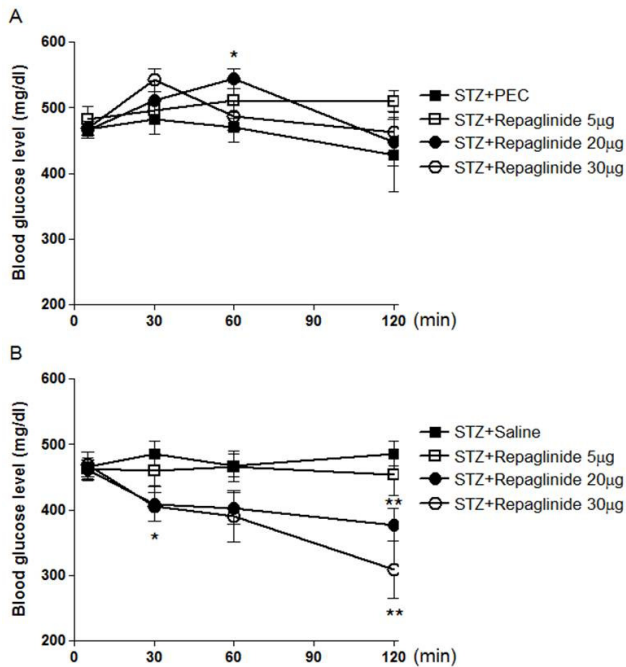 A
600
500
400
300
200
Blood glucose level (mg/dl)
*
0 30 60 90 120 (min)
STZ+PEC
STZ+Repaglinide 5μg
STZ+Repaglinide 20μg
STZ+Repaglinide 30μg
B
600
500
400
300
200
Blood glucose level (mg/dl)
*
**
**
0 30 60 90 120 (min)
STZ+Saline
STZ+Repaglinide 5μg
STZ+Repaglinide 20μg
STZ+Repaglinide 30μg